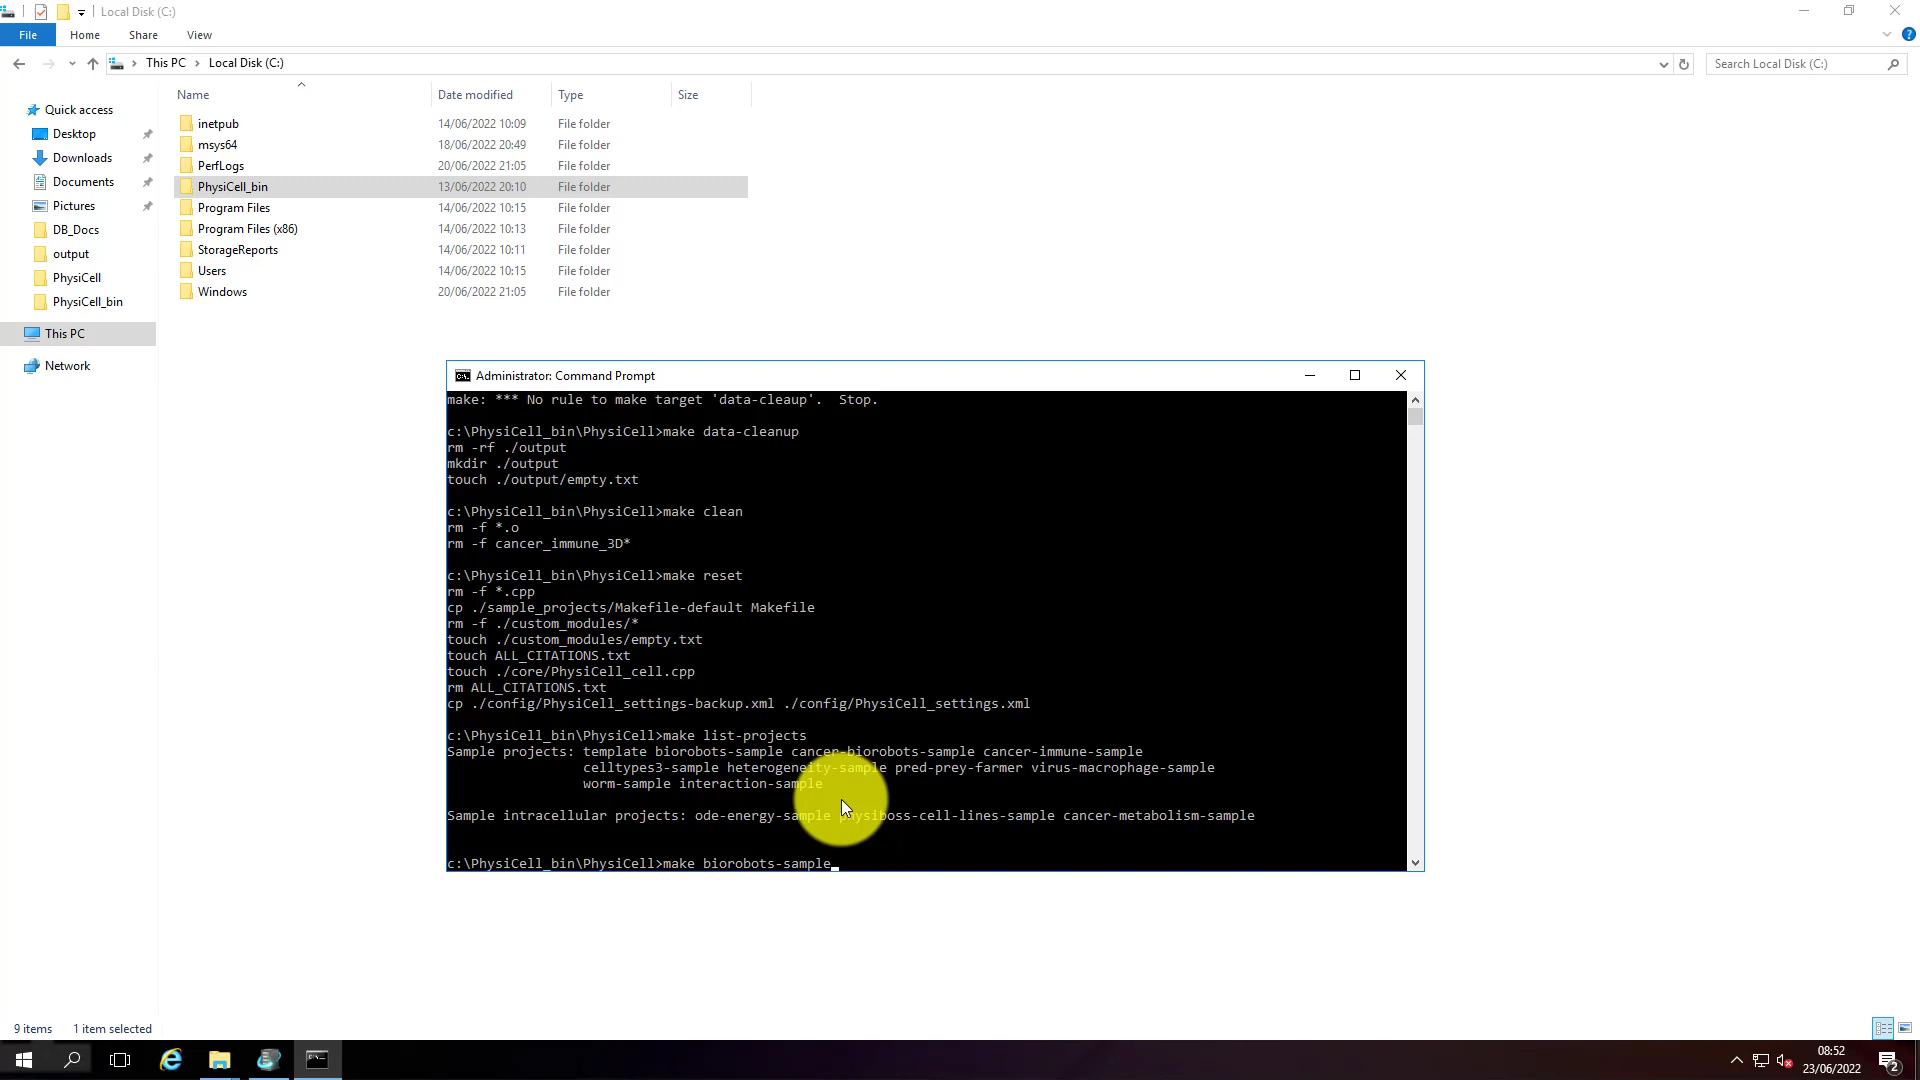 Local Disk (C:)
File
Home
Share
View
This PC
Local Disk (C:)
Search Local Disk (C:)
Name
Date modified
Type
Size
Quick access
Desktop
Downloads
Documents
Pictures
DB_Docs
output
PhysiCell
PhysiCell_bin
This PC
Network
inetpub 14/06/2022 10:09 File folder
msys64 18/06/2022 20:49 File folder
PerfLogs 20/06/2022 21:05 File folder
PhysiCell_bin 13/06/2022 20:10 File folder
Program Files 14/06/2022 10:15 File folder
Program Files (x86) 14/06/2022 10:13 File folder
StorageReports 14/06/2022 10:11 File folder
Users 14/06/2022 10:15 File folder
Windows 20/06/2022 21:05 File folder
Administrator: Command Prompt
make: *** No rule to make target 'data-cleaup'.  Stop.
c:\PhysiCell_bin\PhysiCell>make data-cleanup
rm -rf ./output
mkdir ./output
touch ./output/empty.txt
c:\PhysiCell_bin\PhysiCell>make clean
rm -f *.o
rm -f cancer_immune_3D*
c:\PhysiCell_bin\PhysiCell>make reset
rm -f *.cpp
cp ./sample_projects/Makefile-default Makefile
rm -f ./custom_modules/*
touch ./custom_modules/empty.txt
touch ALL_CITATIONS.txt
touch ./core/PhysiCell_cell.cpp
rm ALL_CITATIONS.txt
cp ./config/PhysiCell_settings-backup.xml ./config/PhysiCell_settings.xml
c:\PhysiCell_bin\PhysiCell>make list-projects
Sample projects: template biorobots-sample cancer-biorobots-sample cancer-immune-sample
celltypes3-sample heterogeneity-sample pred-prey-farmer virus-macrophage-sample
worm-sample interaction-sample
Sample intracellular projects: ode-energy-sample physiboss-cell-lines-sample cancer-metabolism-sample
c:\PhysiCell_bin\PhysiCell>make biorobots-sample
9 items
1 item selected
08:52
23/06/2022
2